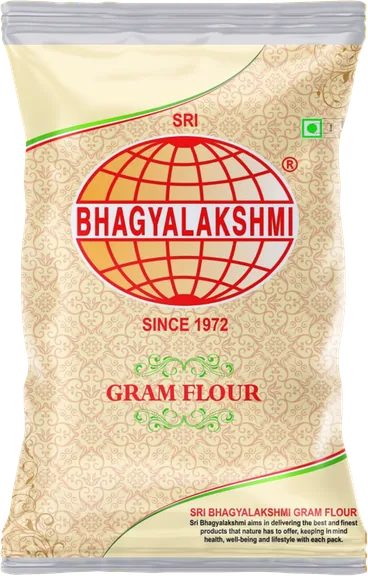 SRI
®
BHAGYALAKSHMI
SINCE 1972
GRAM FLOUR
SRI BHAGYALAKSHMI GRAM FLOUR
Sri Bhagyalakshmi aims in delivering the best and finest
products that nature has to offer, keeping in mind
health, well-being and lifestyle with each pack.